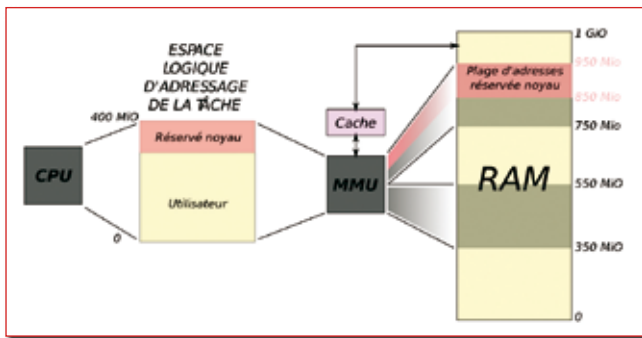 ESPACE
LOGIQUE
D'ADRESSAGE
DE LA TÂCHE
400 MiO
Réservé noyau
Utilisateur
0
CPU
Cache
MMU
1 GiO
950 Mio
Plage d'adresses
réservée noyau
850 Mio
750 Mio
RAM
550 MiO
350 MiO
0